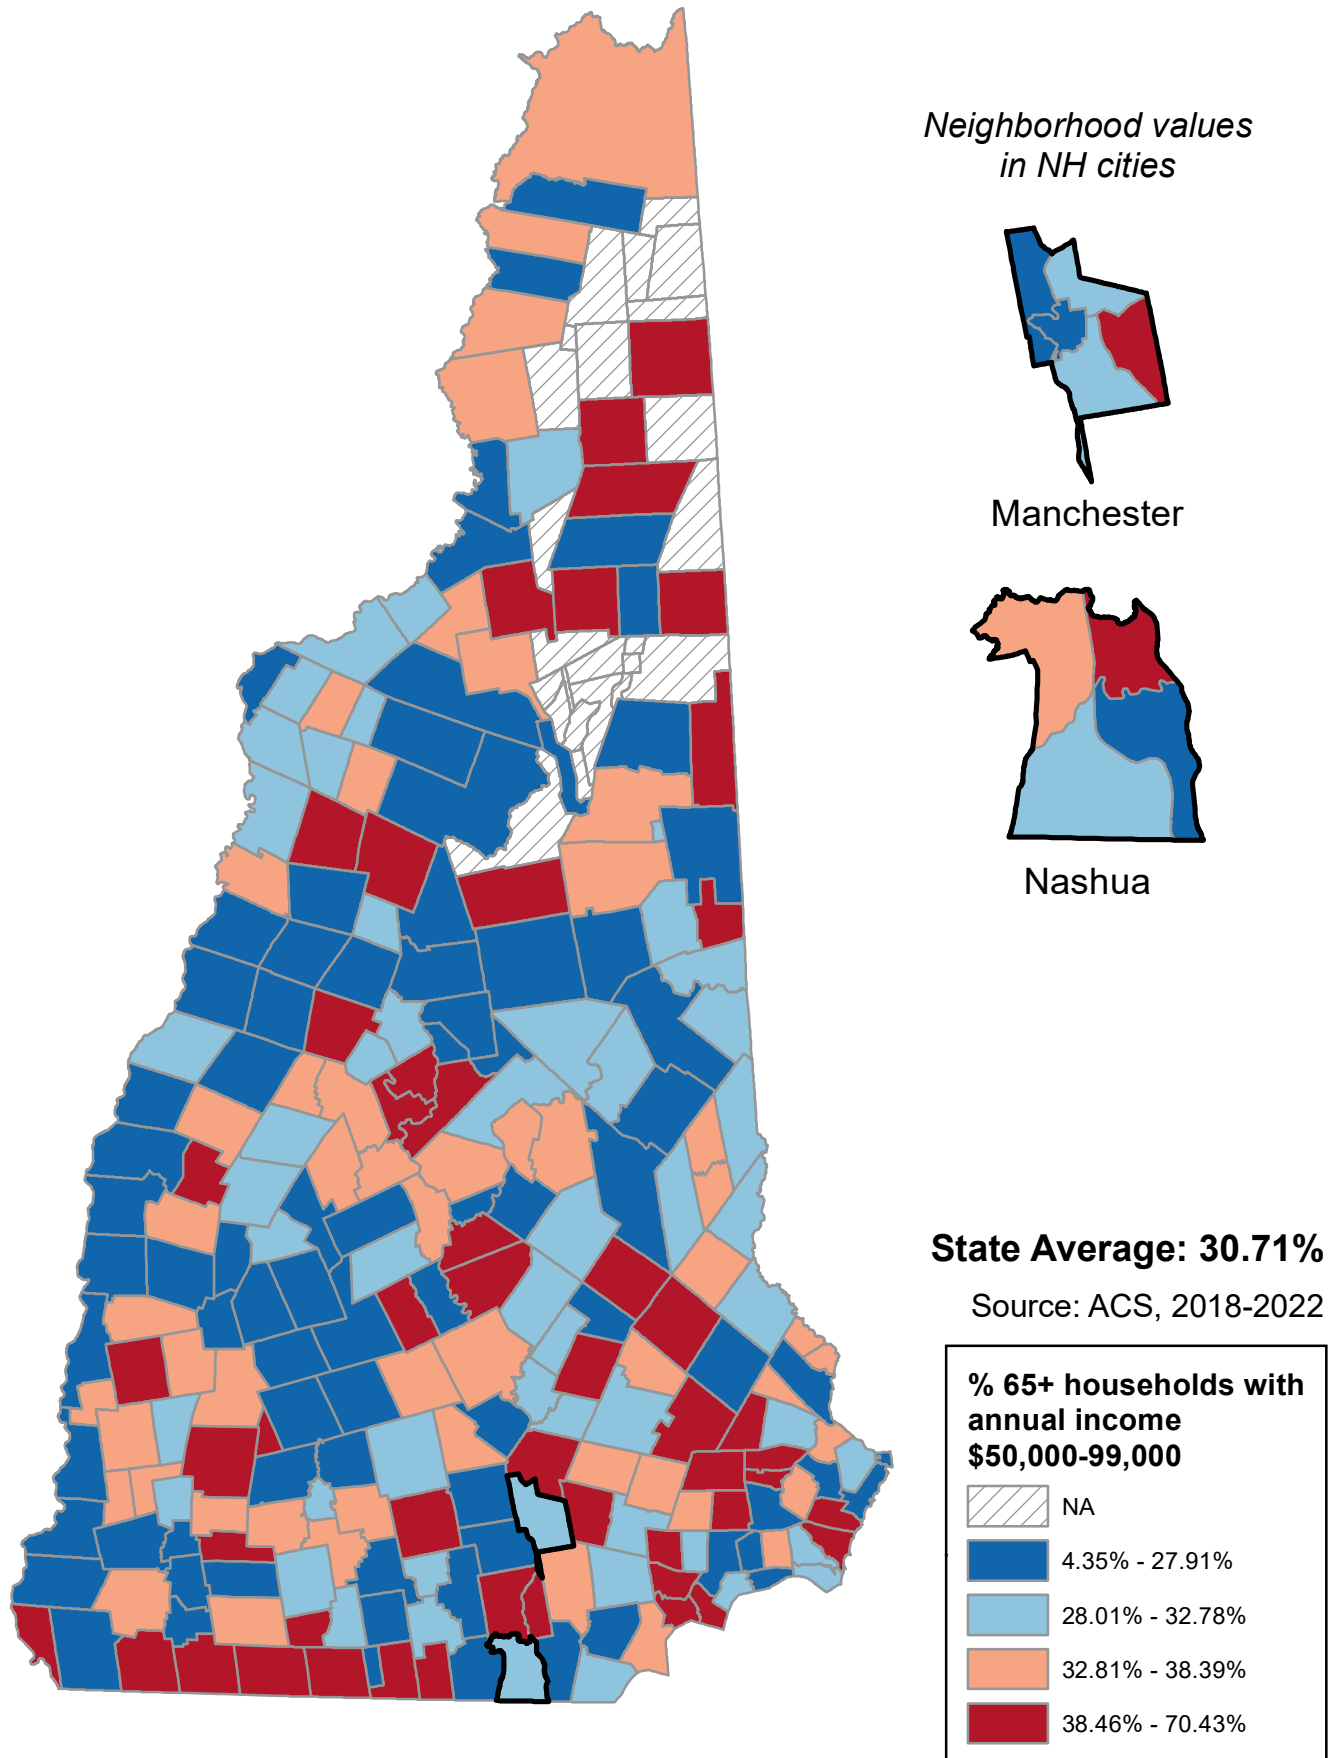 Neighborhood values
in NH cities
Manchester
Nashua
State Average: 30.71%
Source: ACS, 2018-2022
% 65+ households with
annual income
$50,000-99,000
NA
4.35% - 27.91%
28.01% - 32.78%
32.81% - 38.39%
38.46% - 70.43%